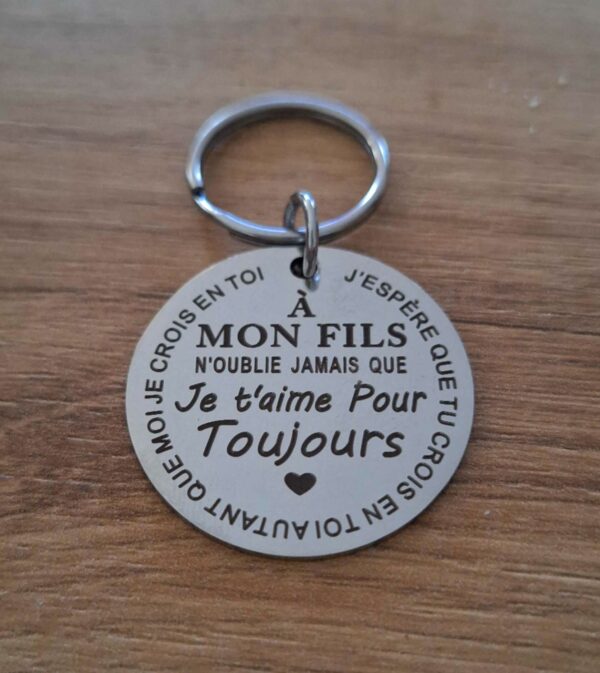 À
MON FILS
N'OUBLIE JAMAIS QUE
Je t'aime Pour
Toujours
J'ESPÈRE QUE TU CROIS EN TOI AUTANT QUE MOI JE CROIS EN TOI